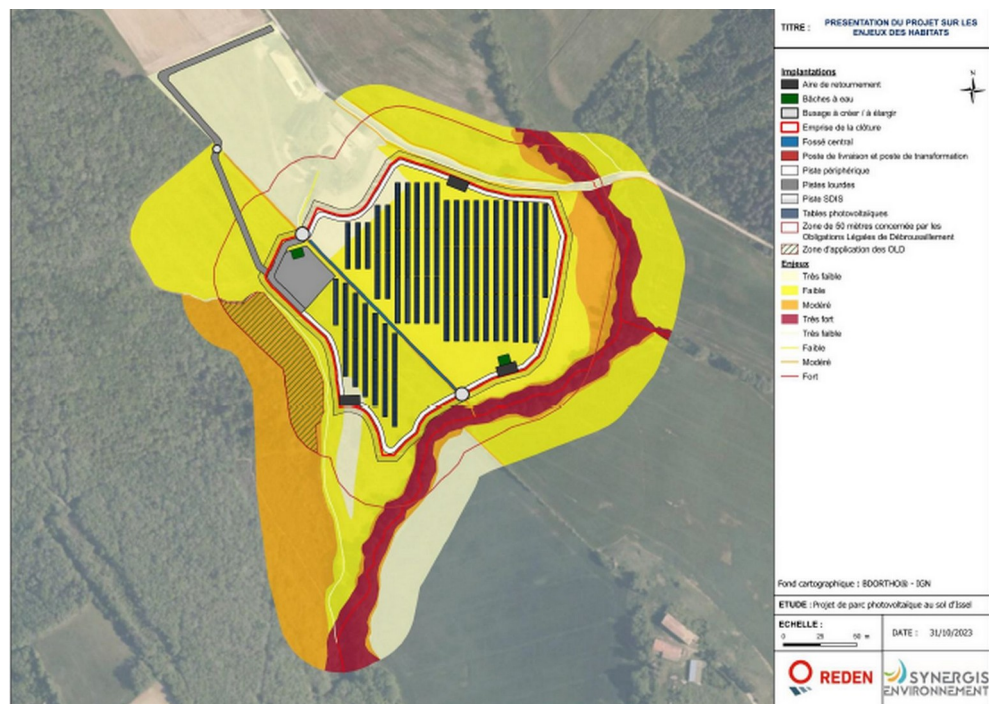 TITRE :
PRESENTATION DU PROJET SUR LES
ENJEUX DES HABITATS
Implantations
N
Aire de retournement
Bâches à eau
Busage à créer / à élargir
Emprise de la clôture
Fossé central
Poste de livraison et poste de transformation
Piste périphérique
Pistes lourdes
Piste SDIS
Tables photovoltaïques
Zone de 50 mètres concernée par les
Obligations Légales de Débroussaillement
Zone d'application des OLD
Enjeux
Très faible
Faible
Modéré
Très fort
Très faible
Faible
Modéré
Fort
Fond cartographique : BDORTHO® - IGN
ETUDE : Projet de parc photovoltaïque au sol d'Issel
ECHELLE :
0 25 50 m
DATE : 31/10/2023
REDEN
SYNERGIS
ENVIRONNEMENT